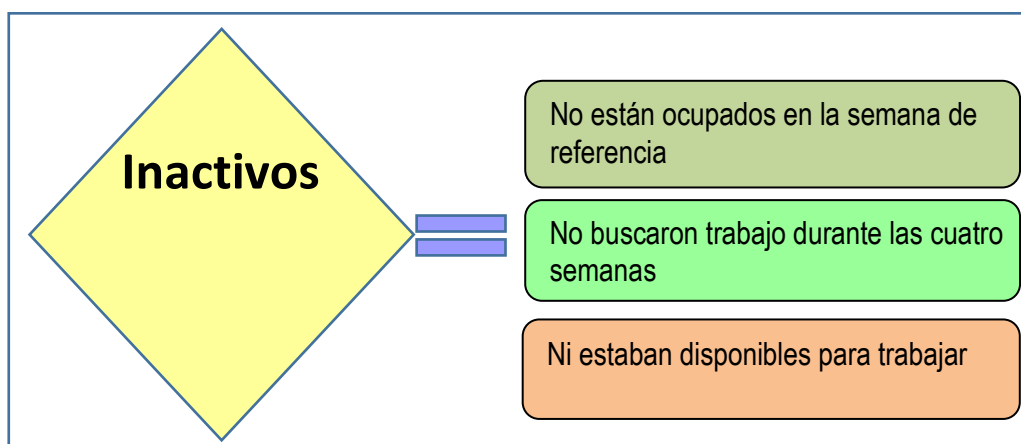 Inactivos
No están ocupados en la semana de
referencia
No buscaron trabajo durante las cuatro
semanas
Ni estaban disponibles para trabajar